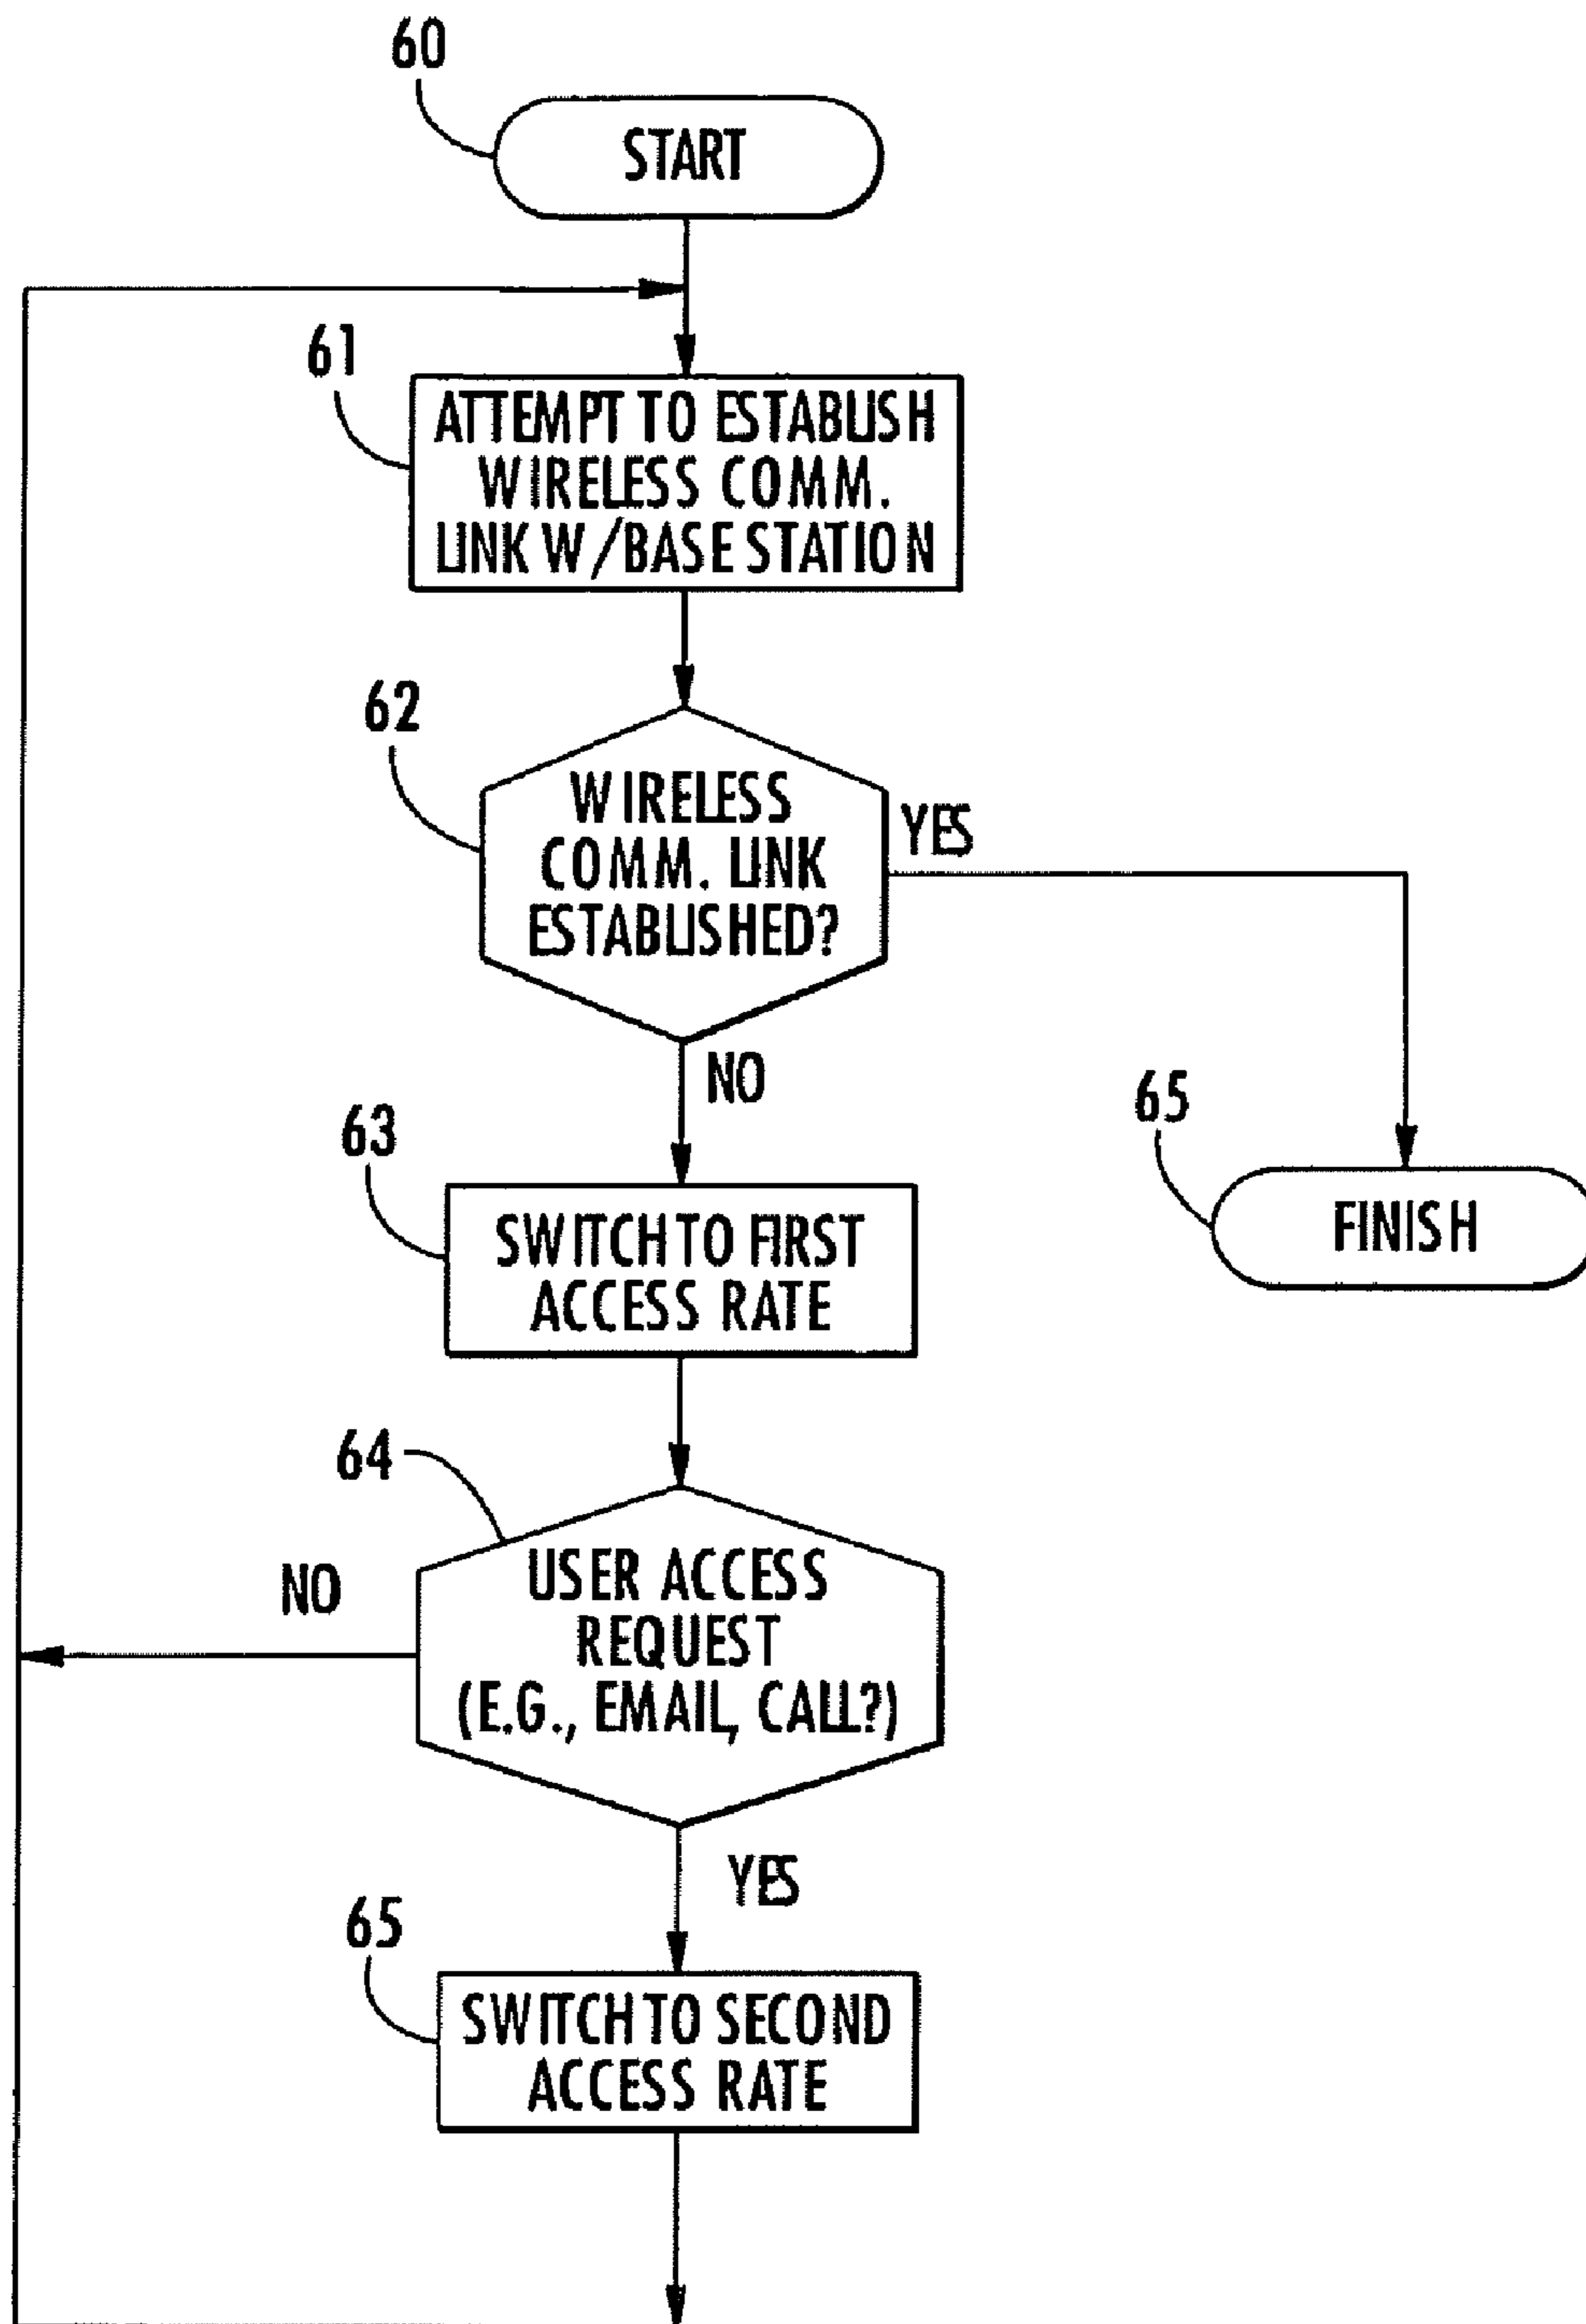 60
START
61
ATTEMPT TO ESTABLISH
WIRELESS COMM.
LINK W/BASE STATION
62
WIRELESS
COMM. LINK
ESTABLISHED?
YES
NO
63
SWITCH TO FIRST
ACCESS RATE
65
FINISH
64
USER ACCESS
REQUEST
(E.G., EMAIL, CALL?)
NO
YES
65
SWITCH TO SECOND
ACCESS RATE